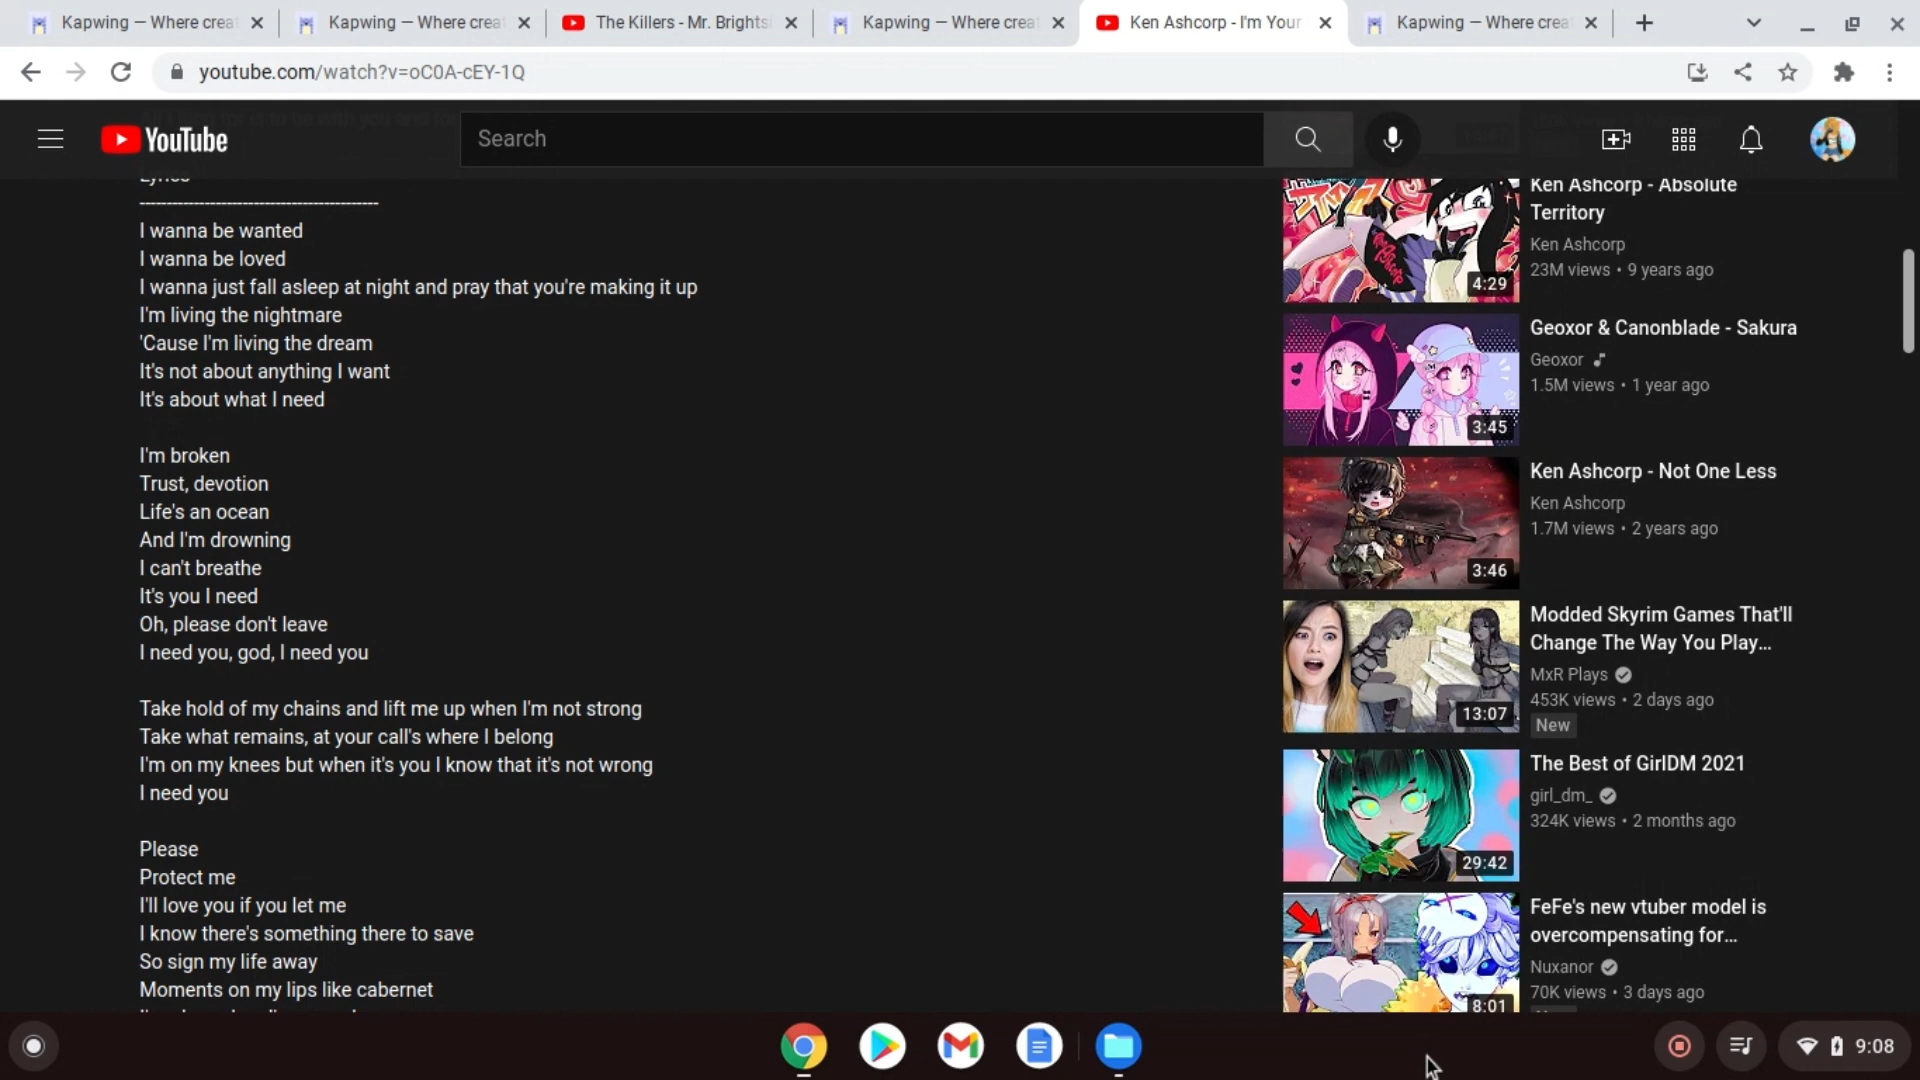 Kapwing — Where crea
Kapwing — Where crea
The Killers - Mr. Brightsi
Kapwing — Where crea
Ken Ashcorp - I'm Your
Kapwing — Where crea
youtube.com/watch?v=oC0A-cEY-1Q
YouTube
Search
Lyrics
--------------------------------------------
I wanna be wanted
I wanna be loved
I wanna just fall asleep at night and pray that you're making it up
I'm living the nightmare
'Cause I'm living the dream
It's not about anything I want
It's about what I need
I'm broken
Trust, devotion
Life's an ocean
And I'm drowning
I can't breathe
It's you I need
Oh, please don't leave
I need you, god, I need you
Take hold of my chains and lift me up when I'm not strong
Take what remains, at your call's where I belong
I'm on my knees but when it's you I know that it's not wrong
I need you
Please
Protect me
I'll love you if you let me
I know there's something there to save
So sign my life away
Moments on my lips like cabernet
4:29
Ken Ashcorp - Absolute
Territory
Ken Ashcorp
23M views • 9 years ago
3:45
Geoxor & Canonblade - Sakura
Geoxor
1.5M views • 1 year ago
3:46
Ken Ashcorp - Not One Less
Ken Ashcorp
1.7M views • 2 years ago
13:07
Modded Skyrim Games That'll
Change The Way You Play...
MxR Plays
453K views • 2 days ago
New
29:42
The Best of GirlDM 2021
girl_dm_
324K views • 2 months ago
8:01
FeFe's new vtuber model is
overcompensating for...
Nuxanor
70K views • 3 days ago
9:08